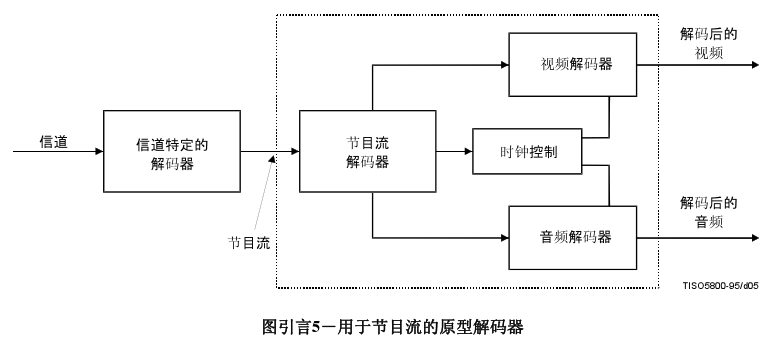 解码后的
视频
视频解码器
信道
信道特定的
解码器
节目流
解码器
时钟控制
节目流
解码后的
音频
音频解码器
TISO5800-95/d05
图引言5－用于节目流的原型解码器